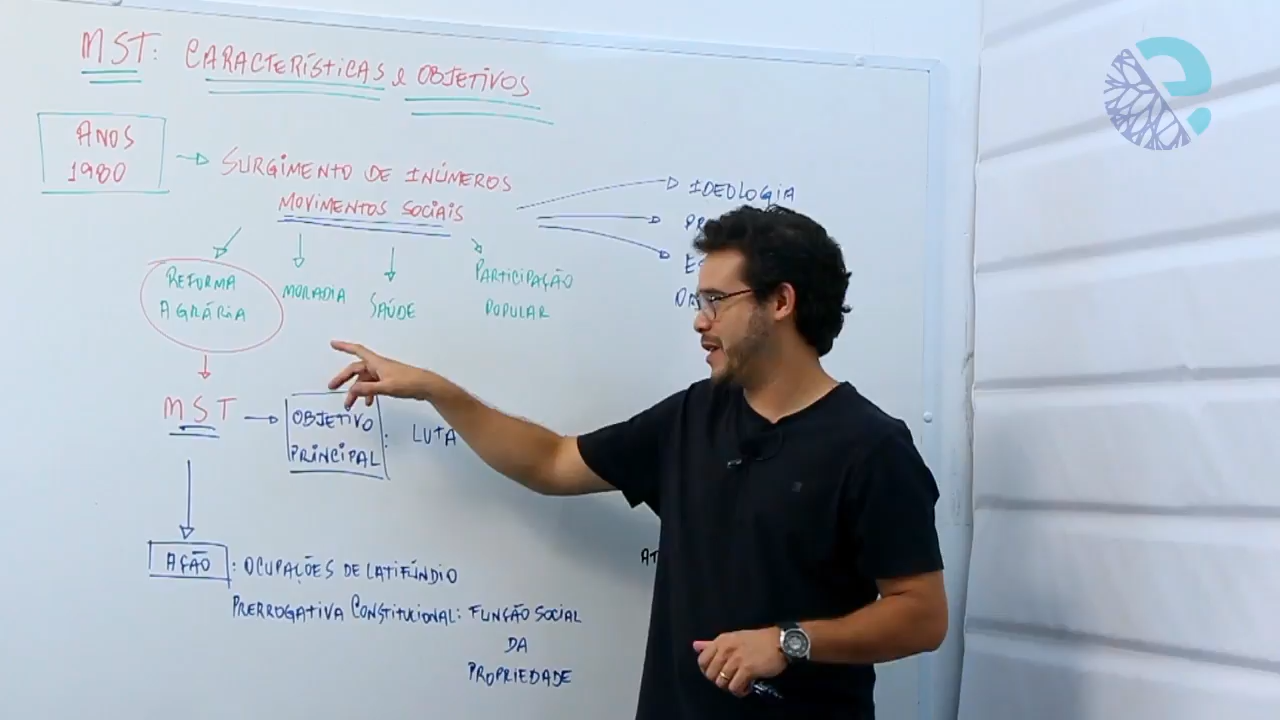 MST: CARACTERÍSTICAS e OBJETIVOS
ANOS
1980
SURGIMENTO DE INÚMEROS
MOVIMENTOS SOCIAIS
IDEOLOGIA
REFORMA
AGRÁRIA
MORADIA
SAÚDE
PARTICIPAÇÃO
POPULAR
MST
OBJETIVO
PRINCIPAL
: LUTA
AÇÃO
: OCUPAÇÕES DE LATIFÚNDIO
PRERROGATIVA CONSTITUCIONAL: FUNÇÃO SOCIAL
DA
PROPRIEDADE